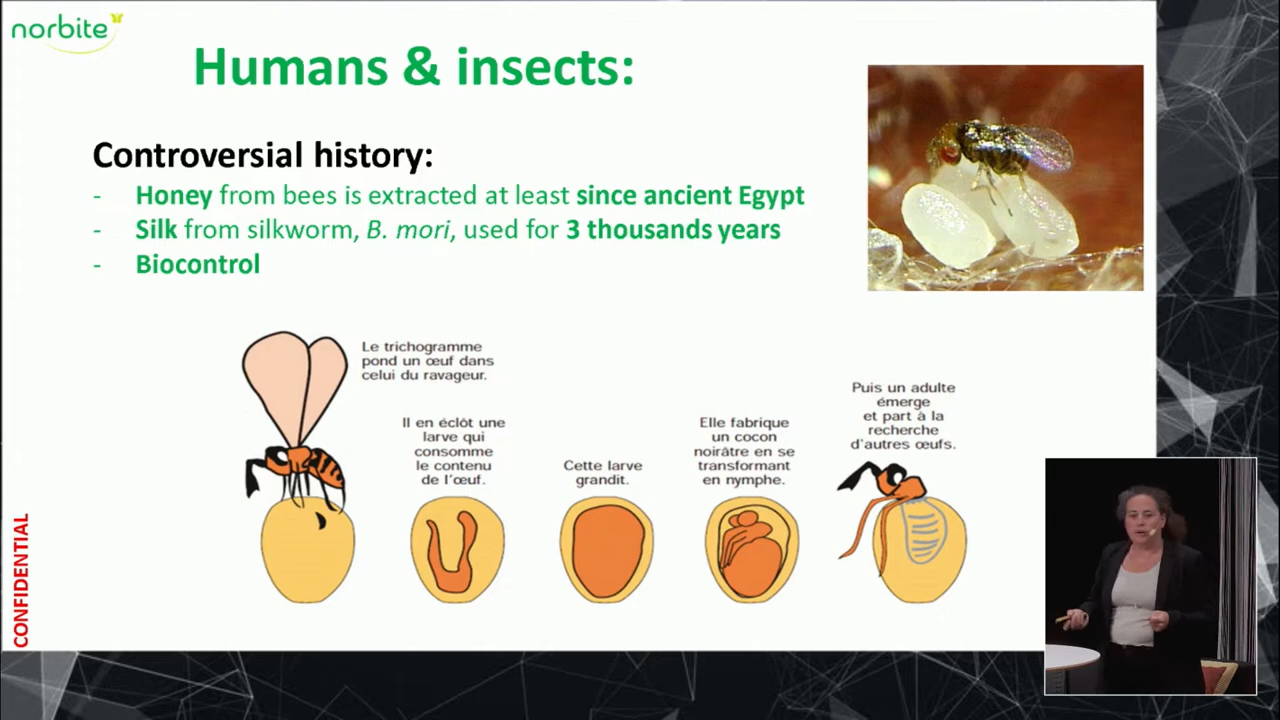 norbite
Humans & insects:
Controversial history:
- Honey from bees is extracted at least since ancient Egypt
- Silk from silkworm, B. mori, used for 3 thousands years
- Biocontrol
Le trichogramme
pond un œuf dans
celui du ravageur.
Il en éclôt une
larve qui
consomme
le contenu
de l'œuf.
Cette larve
grandit.
Elle fabrique
un cocon
noirâtre en se
transformant
en nymphe.
Puis un adulte
émerge
et part à la
recherche
d'autres œufs.
CONFIDENTIAL